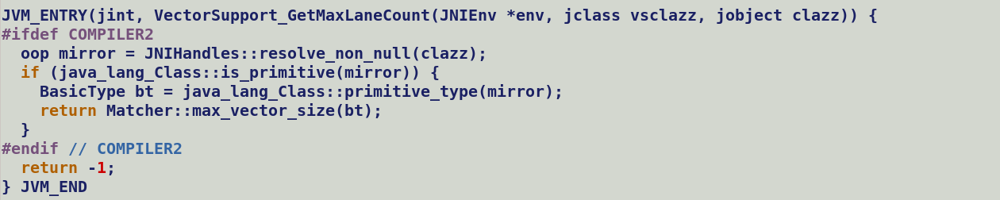 JVM_ENTRY(jint, VectorSupport_GetMaxLaneCount(JNIEnv *env, jclass vsclazz, jobject clazz)) {
#ifdef COMPILER2
  oop mirror = JNIHandles::resolve_non_null(clazz);
  if (java_lang_Class::is_primitive(mirror)) {
    BasicType bt = java_lang_Class::primitive_type(mirror);
    return Matcher::max_vector_size(bt);
  }
#endif // COMPILER2
  return -1;
} JVM_END